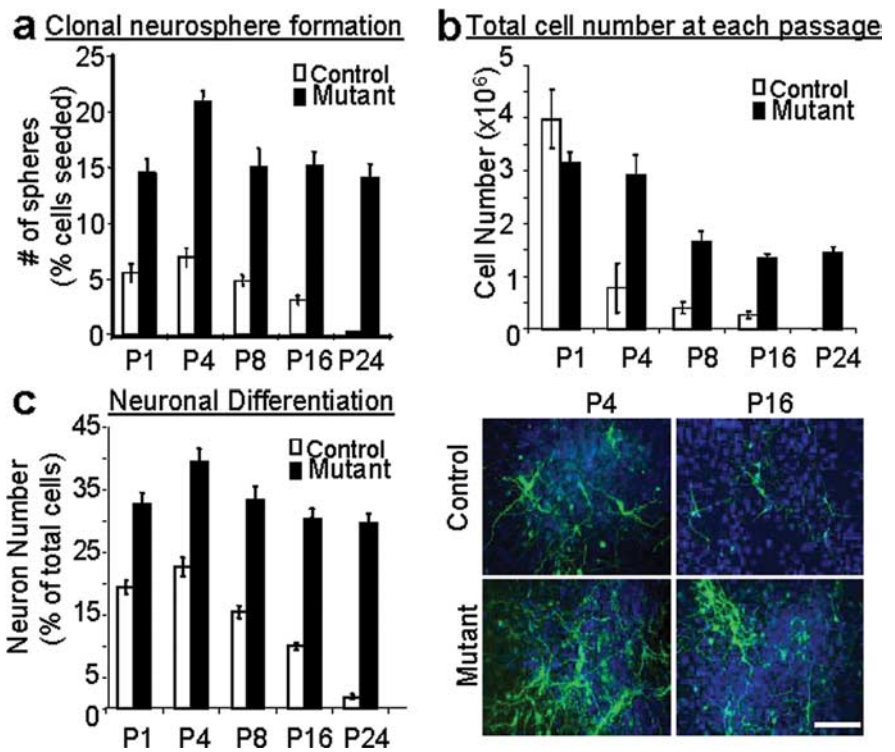 a Clonal neurosphere formation
# of spheres
(% cells seeded)
25
20
15
10
5
0
Control
Mutant
P1 P4 P8 P16 P24
b Total cell number at each passage
Cell Number (x10⁶)
5
4
3
2
1
0
Control
Mutant
P1 P4 P8 P16 P24
c Neuronal Differentiation
Neuron Number
(% of total cells)
45
35
25
15
5
0
Control
Mutant
P1 P4 P8 P16 P24
P4 P16
Control
Mutant